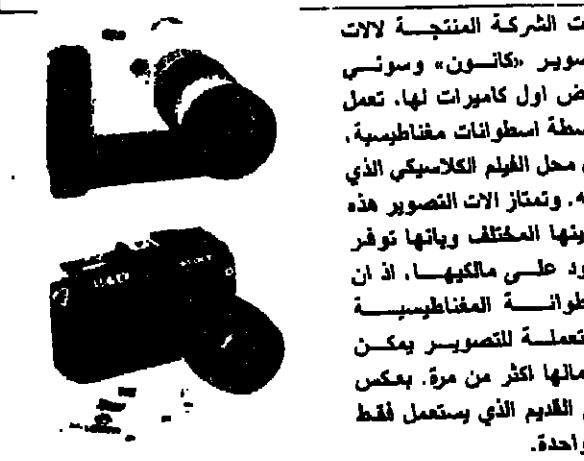 ت الشركة المنتجة لالات
صوير «كانون» وسوني
ض اول كاميرات لها، تعمل
سطة اسطوانات مغناطيسية،
محل الفيلم الكلاسيكي الذي
ه. وتمتاز الات التصوير هذه
ينها المختلف وبانها توفر
ود على مالكيها، اذ ان
طوانة المغناطيسية
تعملة للتصوير يمكن
مالها اكثر من مرة، بعكس
القديم الذي يستعمل فقط
واحدة.